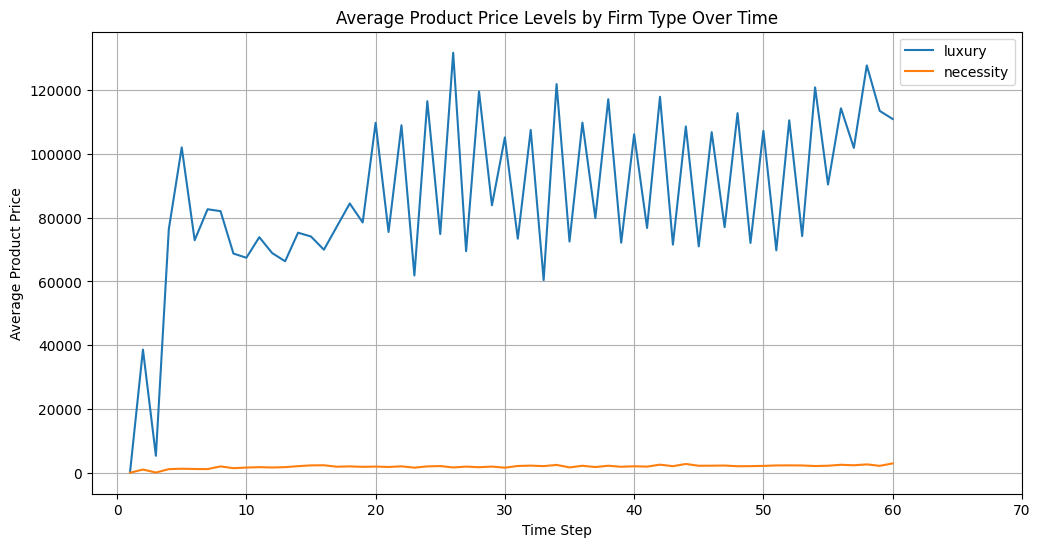 Average Product Price Levels by Firm Type Over Time
luxury
necessity
Average Product Price
120000
100000
80000
60000
40000
20000
0
0 10 20 30 40 50 60 70
Time Step